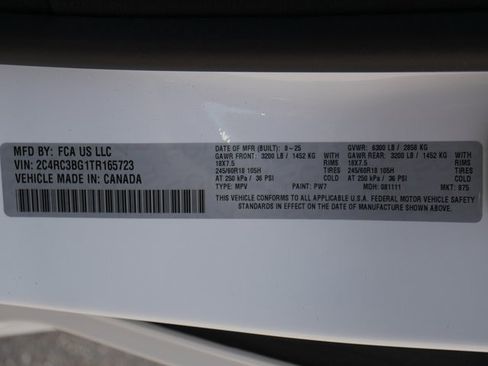 MFD BY: FCA US LLC
VIN: 2C4RC3BG1TR165723
VEHICLE MADE IN: CANADA
DATE OF MFR (BUILT): 8-25 GVWR: 6300 LB / 2858 KG
GAWR FRONT: 3200 LB / 1452 KG WITH GAWR REAR: 3200 LB / 1452 KG WITH
18X7.5 RIMS 18X7.5 RIMS
245/60R18 105H TIRES 245/60R18 105H TIRES
AT 250 kPa / 36 PSI COLD AT 250 kPa / 36 PSI COLD
TYPE: MPV PAINT: PW7 MDH: 081111 MKT: 875
THIS VEHICLE CONFORMS TO ALL APPLICABLE U.S.A. FEDERAL MOTOR VEHICLE SAFETY
STANDARDS IN EFFECT ON THE DATE OF MANUFACTURE SHOWN ABOVE.